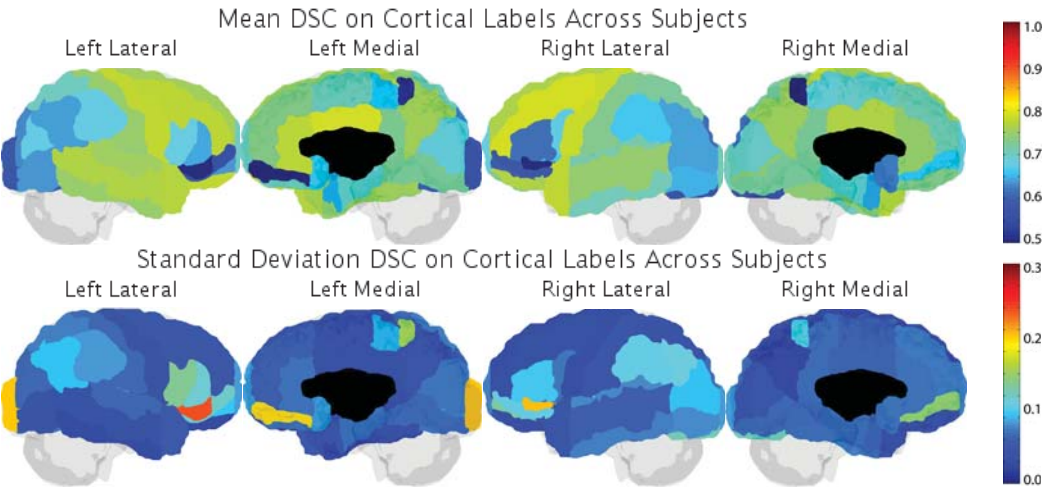 Mean DSC on Cortical Labels Across Subjects
Left Lateral Left Medial Right Lateral Right Medial
1.0
0.9
0.8
0.7
0.6
0.5
Standard Deviation DSC on Cortical Labels Across Subjects
Left Lateral Left Medial Right Lateral Right Medial
0.3
0.2
0.1
0.0